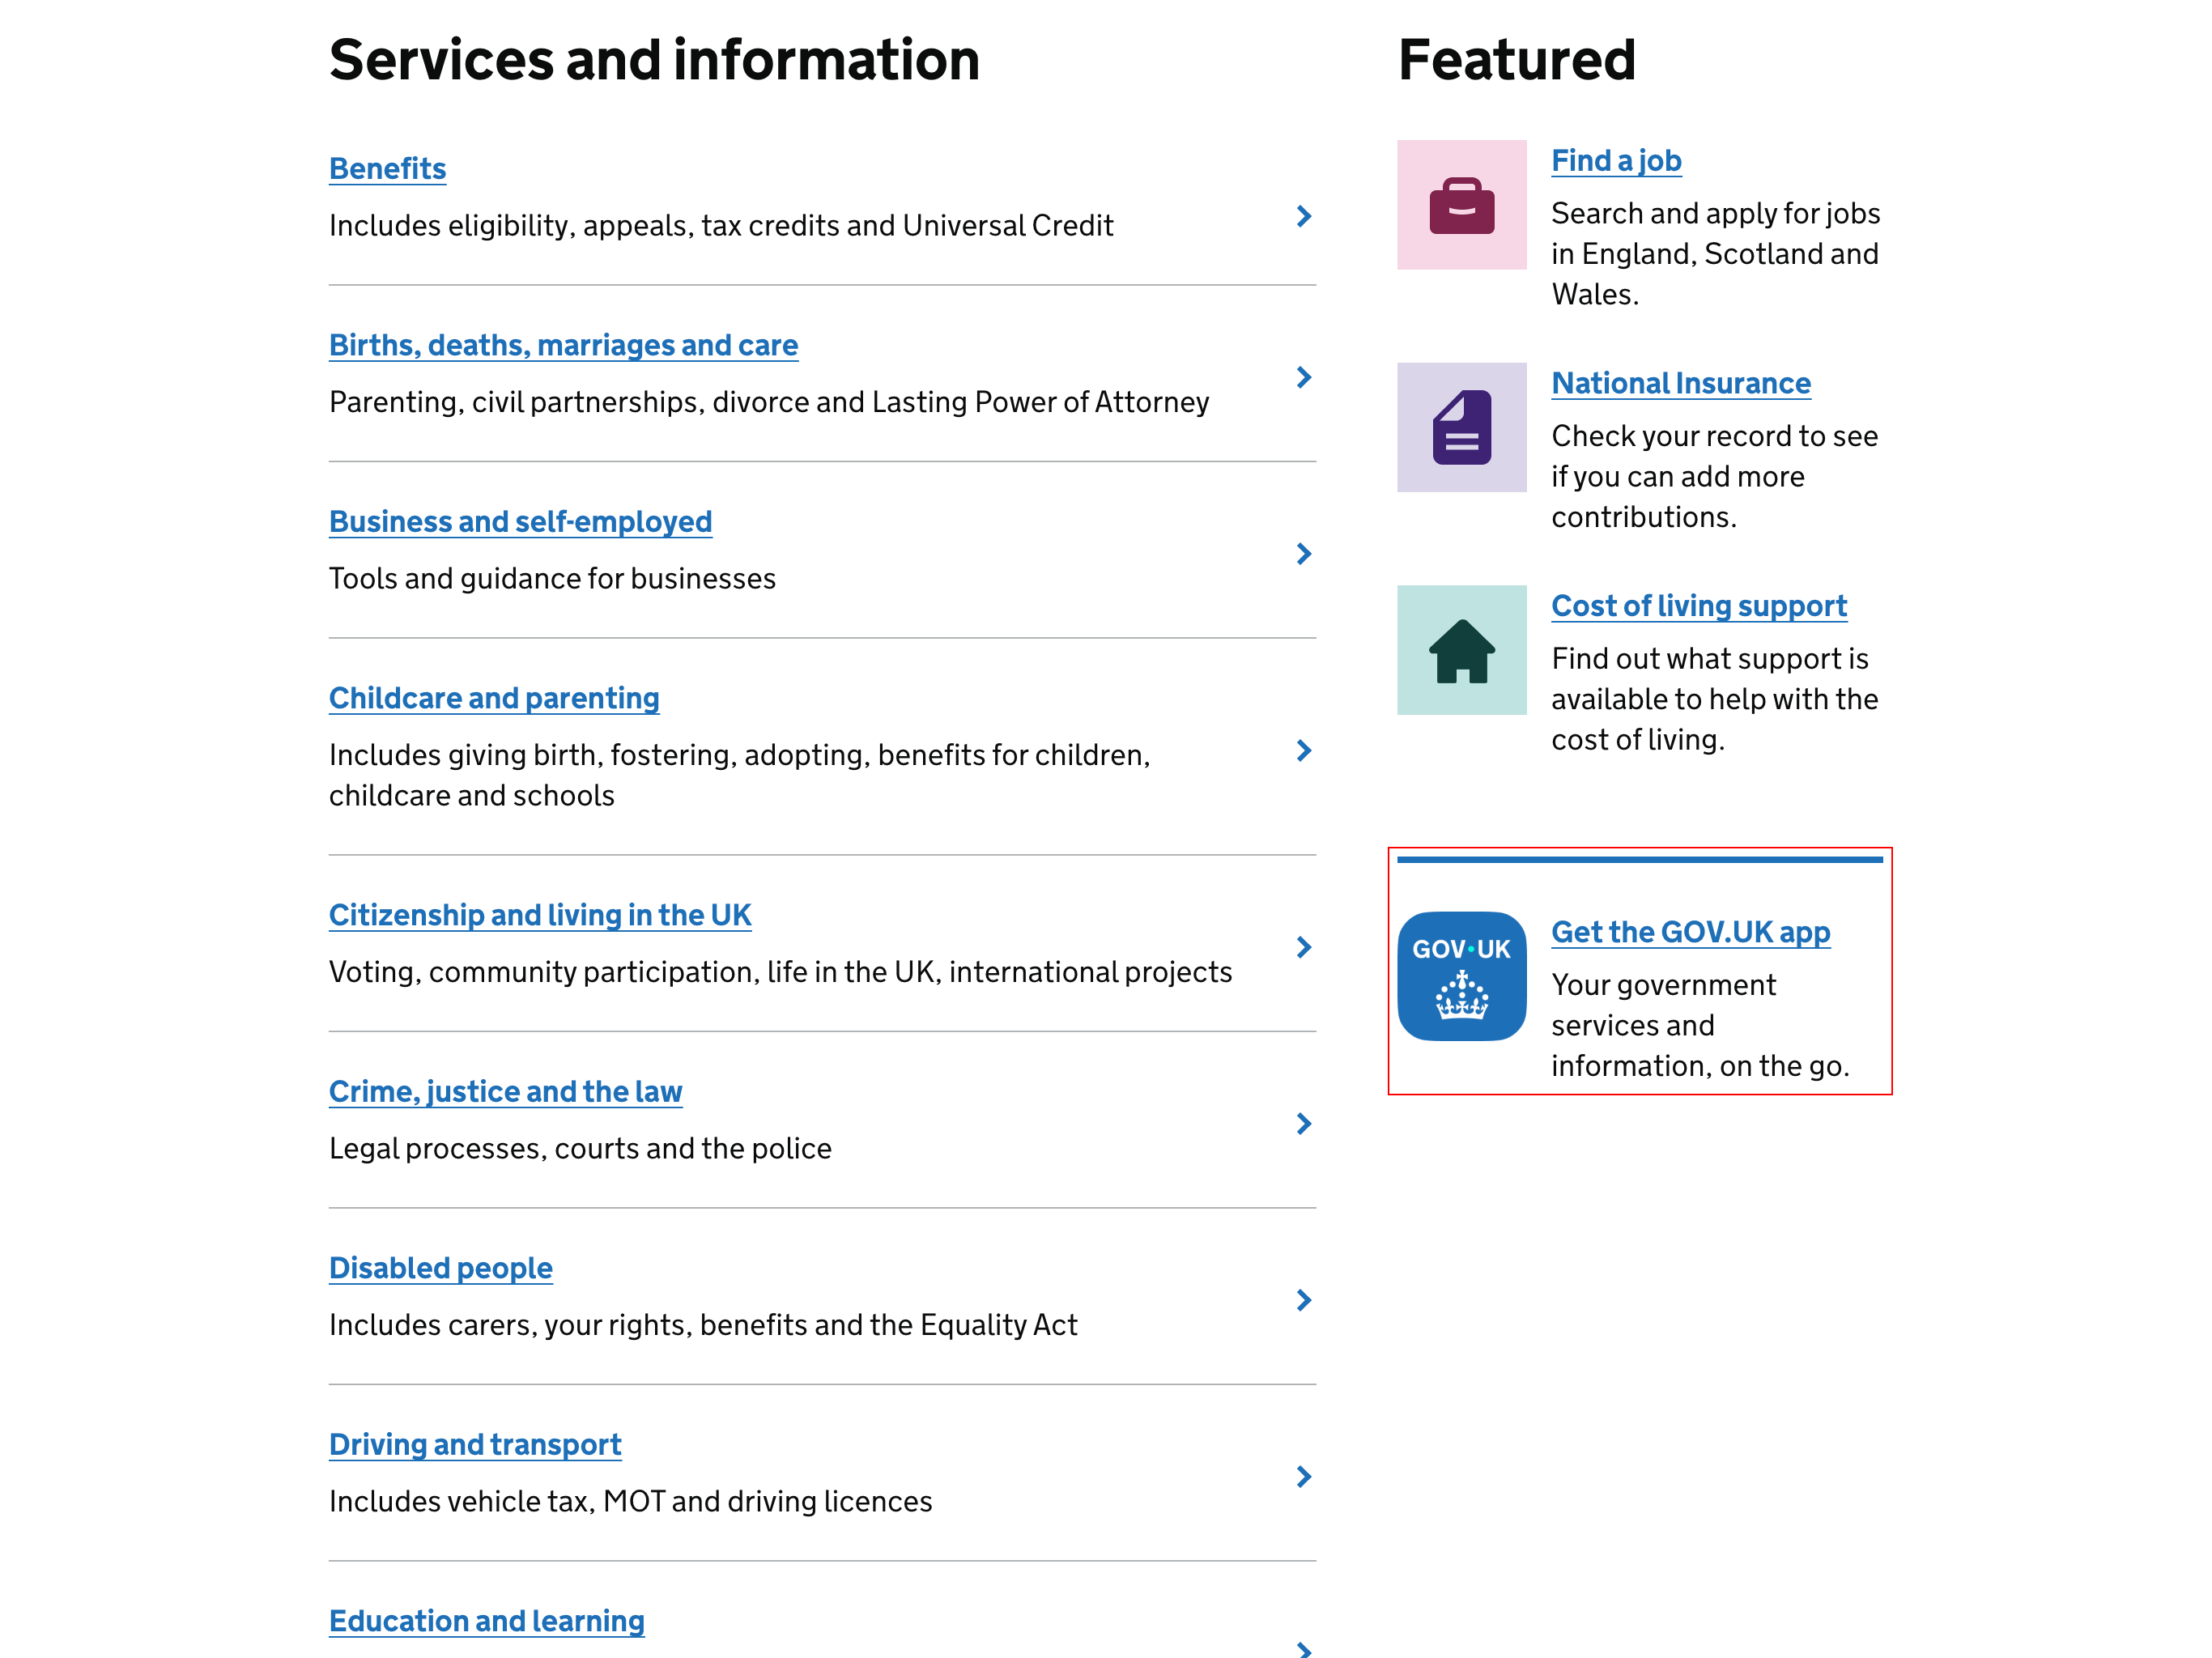 Services and information
Benefits
Includes eligibility, appeals, tax credits and Universal Credit
Births, deaths, marriages and care
Parenting, civil partnerships, divorce and Lasting Power of Attorney
Business and self-employed
Tools and guidance for businesses
Childcare and parenting
Includes giving birth, fostering, adopting, benefits for children,
childcare and schools
Citizenship and living in the UK
Voting, community participation, life in the UK, international projects
Crime, justice and the law
Legal processes, courts and the police
Disabled people
Includes carers, your rights, benefits and the Equality Act
Driving and transport
Includes vehicle tax, MOT and driving licences
Education and learning
Featured
Find a job
Search and apply for jobs
in England, Scotland and
Wales.
National Insurance
Check your record to see
if you can add more
contributions.
Cost of living support
Find out what support is
available to help with the
cost of living.
GOV·UK
Get the GOV.UK app
Your government
services and
information, on the go.